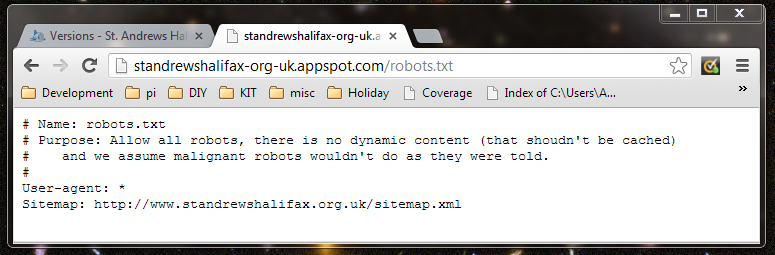 Versions - St. Andrews Hal
standrewshalifax-org-uk.a
standrewshalifax-org-uk.appspot.com/robots.txt
Development pi DIY KIT misc Holiday Coverage Index of C:\Users\A... »
# Name: robots.txt
# Purpose: Allow all robots, there is no dynamic content (that shoudn't be cached)
#    and we assume malignant robots wouldn't do as they were told.
#
User-agent: *
Sitemap: http://www.standrewshalifax.org.uk/sitemap.xml